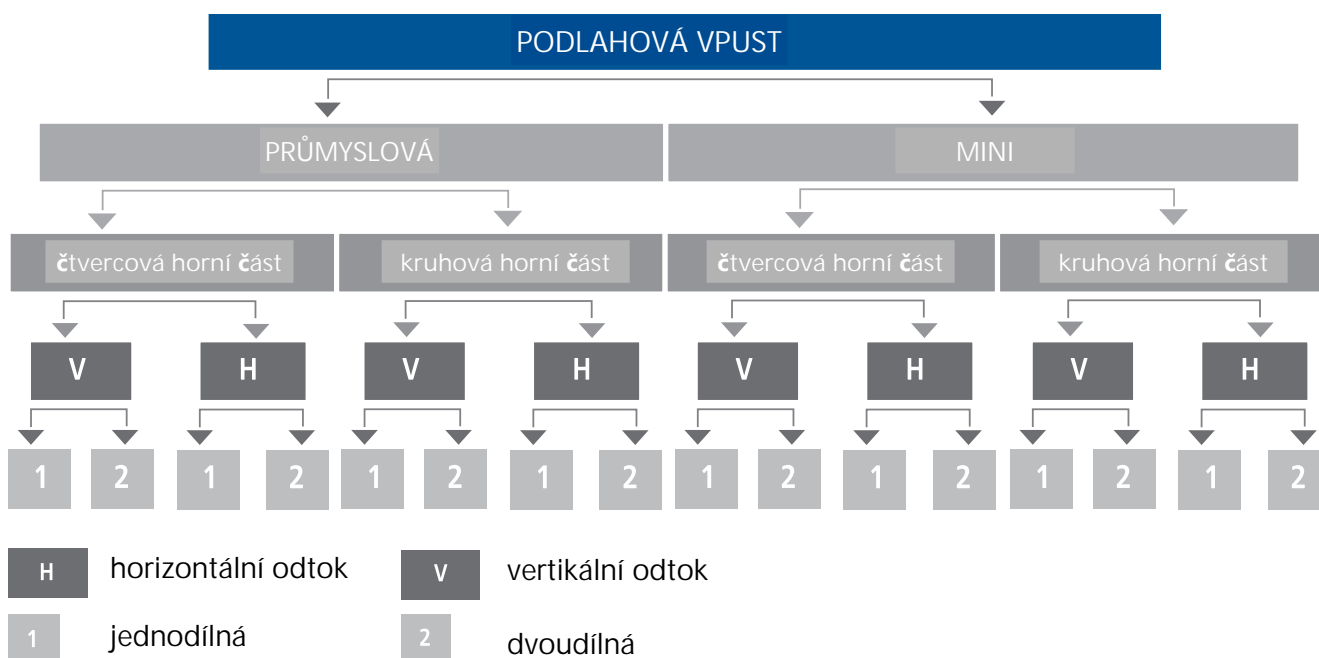 PODLAHOVÁ VPUST
PRŮMYSLOVÁ MINI
čtvercová horní část kruhová horní část čtvercová horní část kruhová horní část
V H V H V H V H
1 2 1 2 1 2 1 2 1 2 1 2 1 2 1 2
H horizontální odtok V vertikální odtok
1 jednodílná 2 dvoudílná